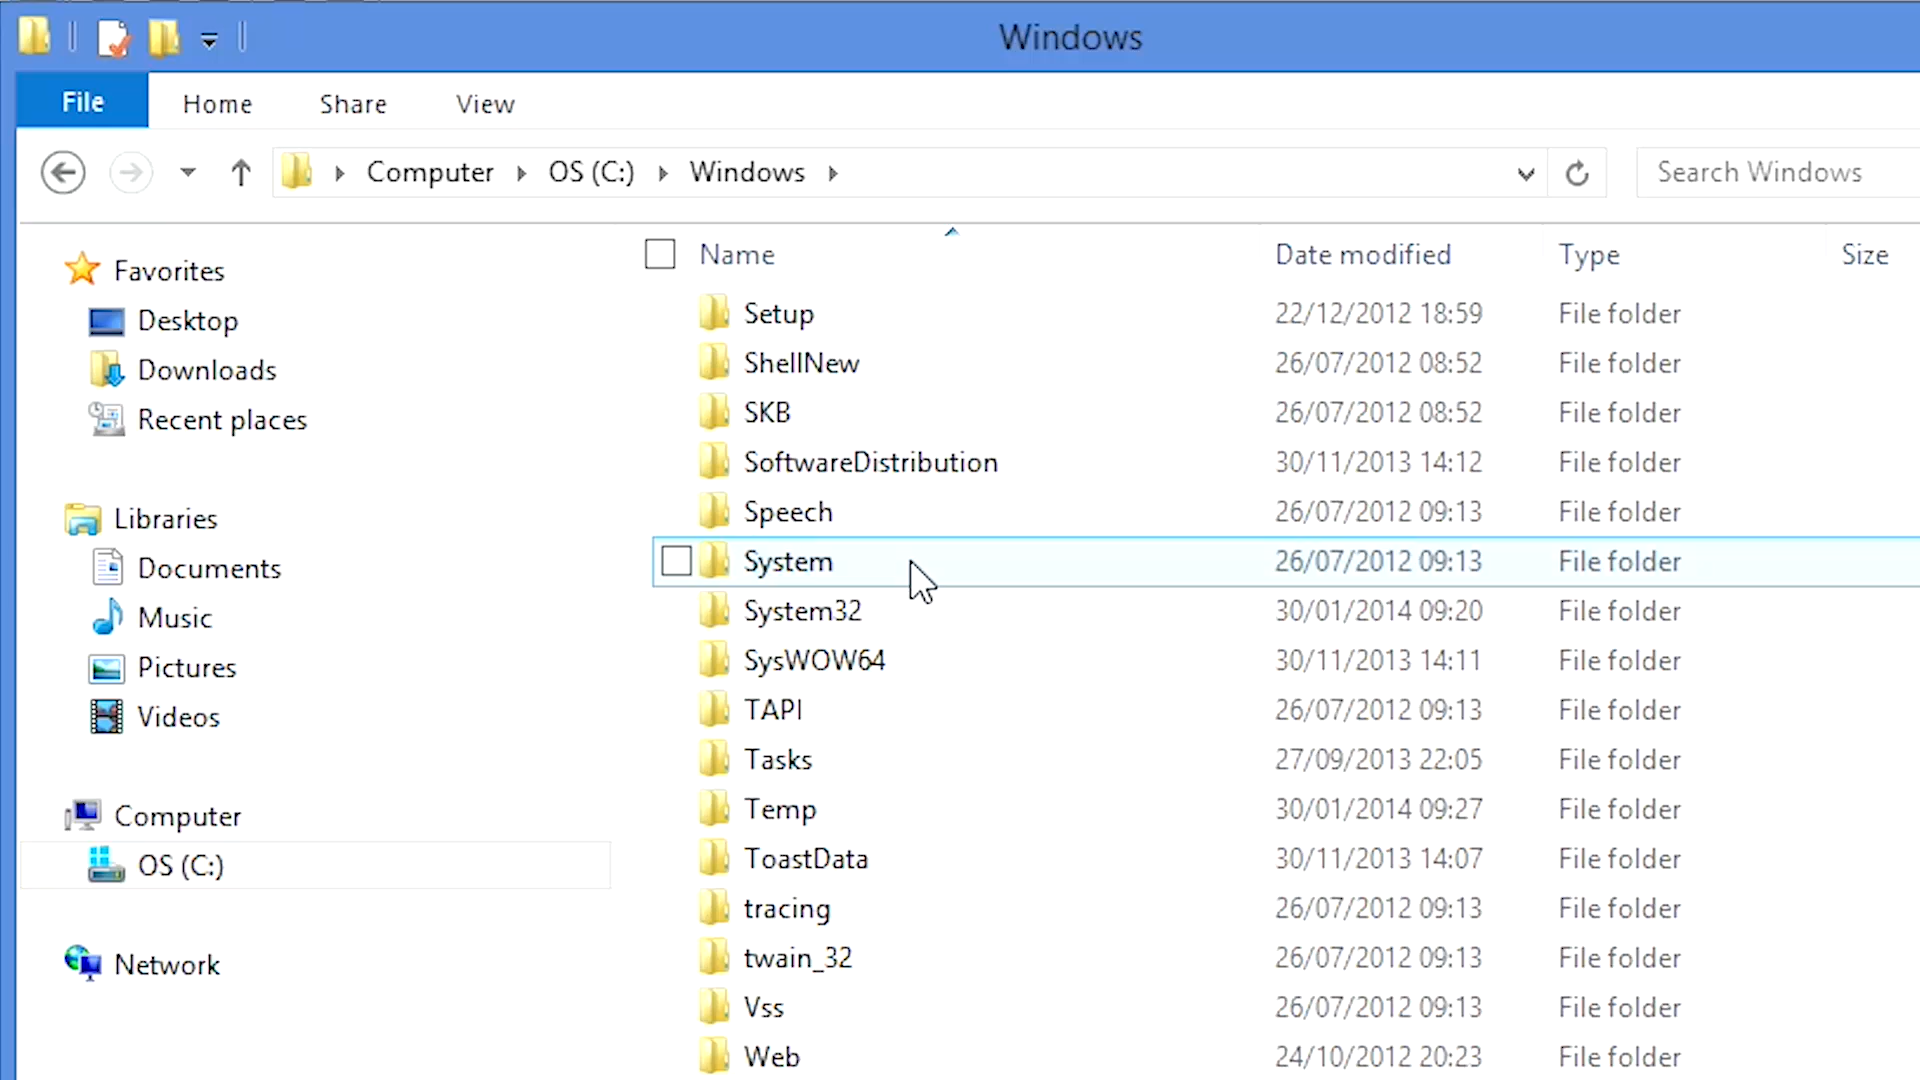 Windows
File Home Share View
Computer OS (C:) Windows Search Windows
Name Date modified Type Size
Favorites
Desktop
Downloads
Recent places
Libraries
Documents
Music
Pictures
Videos
Computer
OS (C:)
Network
Setup 22/12/2012 18:59 File folder
ShellNew 26/07/2012 08:52 File folder
SKB 26/07/2012 08:52 File folder
SoftwareDistribution 30/11/2013 14:12 File folder
Speech 26/07/2012 09:13 File folder
System 26/07/2012 09:13 File folder
System32 30/01/2014 09:20 File folder
SysWOW64 30/11/2013 14:11 File folder
TAPI 26/07/2012 09:13 File folder
Tasks 27/09/2013 22:05 File folder
Temp 30/01/2014 09:27 File folder
ToastData 30/11/2013 14:07 File folder
tracing 26/07/2012 09:13 File folder
twain_32 26/07/2012 09:13 File folder
Vss 26/07/2012 09:13 File folder
Web 24/10/2012 20:23 File folder